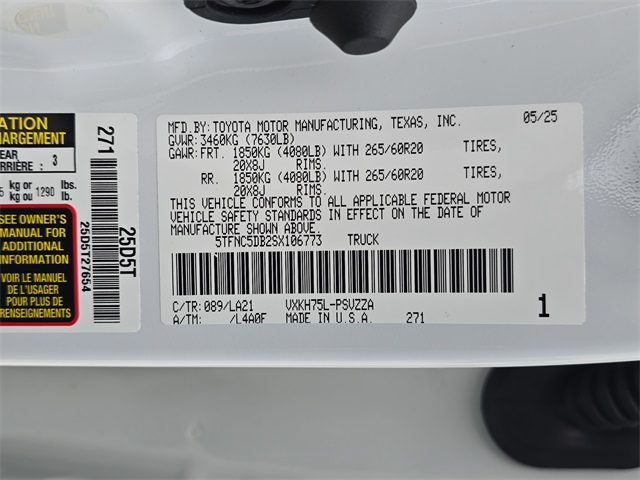 ATION
HARGEMENT
EAR
RRIÈRE : 3
kg or 1290 lbs.
kg ou lb.
SEE OWNER'S
MANUAL FOR
ADDITIONAL
INFORMATION
VOIR LE MANUEL
DE L'USAGER
POUR PLUS DE
RENSEIGNEMENTS
271
25D5T27654
25D5T
MFD.BY: TOYOTA MOTOR MANUFACTURING, TEXAS, INC. 05/25
GVWR: 3460KG (7630LB)
GAWR: FRT. 1850KG (4080LB) WITH 265/60R20 TIRES,
20X8J RIMS.
RR. 1850KG (4080LB) WITH 265/60R20 TIRES,
20X8J RIMS.
THIS VEHICLE CONFORMS TO ALL APPLICABLE FEDERAL MOTOR
VEHICLE SAFETY STANDARDS IN EFFECT ON THE DATE OF
MANUFACTURE SHOWN ABOVE.
5TFNC5DB2SX106773 TRUCK
C/TR: 089/LA21 VXKH75L-PSVZZA
A/TM: /L4A0F MADE IN U.S.A. 271
1